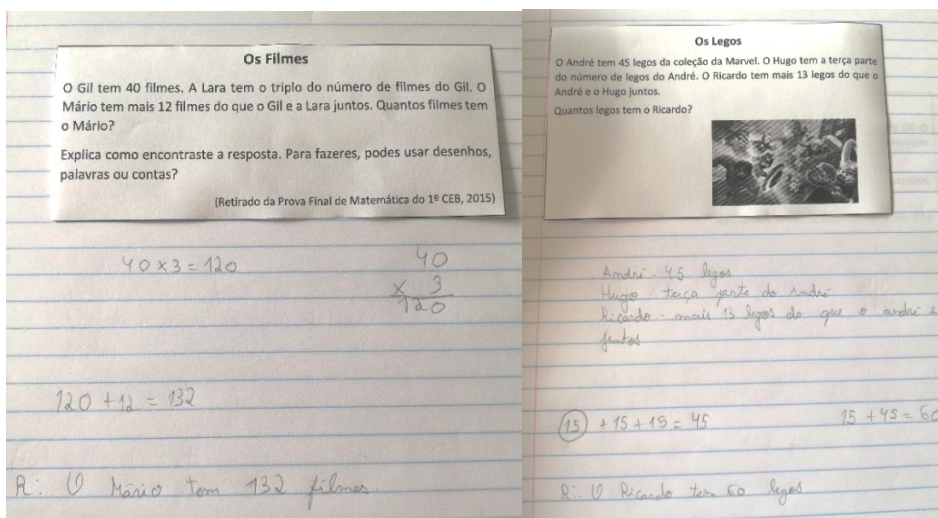 Os Filmes
O Gil tem 40 filmes. A Lara tem o triplo do número de filmes do Gil. O
Mário tem mais 12 filmes do que o Gil e a Lara juntos. Quantos filmes tem
o Mário?
Explica como encontraste a resposta. Para fazeres, podes usar desenhos,
palavras ou contas?
(Retirado da Prova Final de Matemática do 1º CEB, 2015)
40 x 3 = 120
40
x 3
120
120 + 12 = 132
R: O Mário tem 132 filmes.
Os Legos
O André tem 45 legos da coleção da Marvel. O Hugo tem a terça parte
do número de legos do André. O Ricardo tem mais 13 legos do que o
André e o Hugo juntos.
Quantos legos tem o Ricardo?
André - 45 legos
Hugo - terça parte do André
Ricardo - mais 13 legos do que o andré e
juntos
15 + 15 + 15 = 45
15 + 45 = 60
R: O Ricardo tem 60 legos